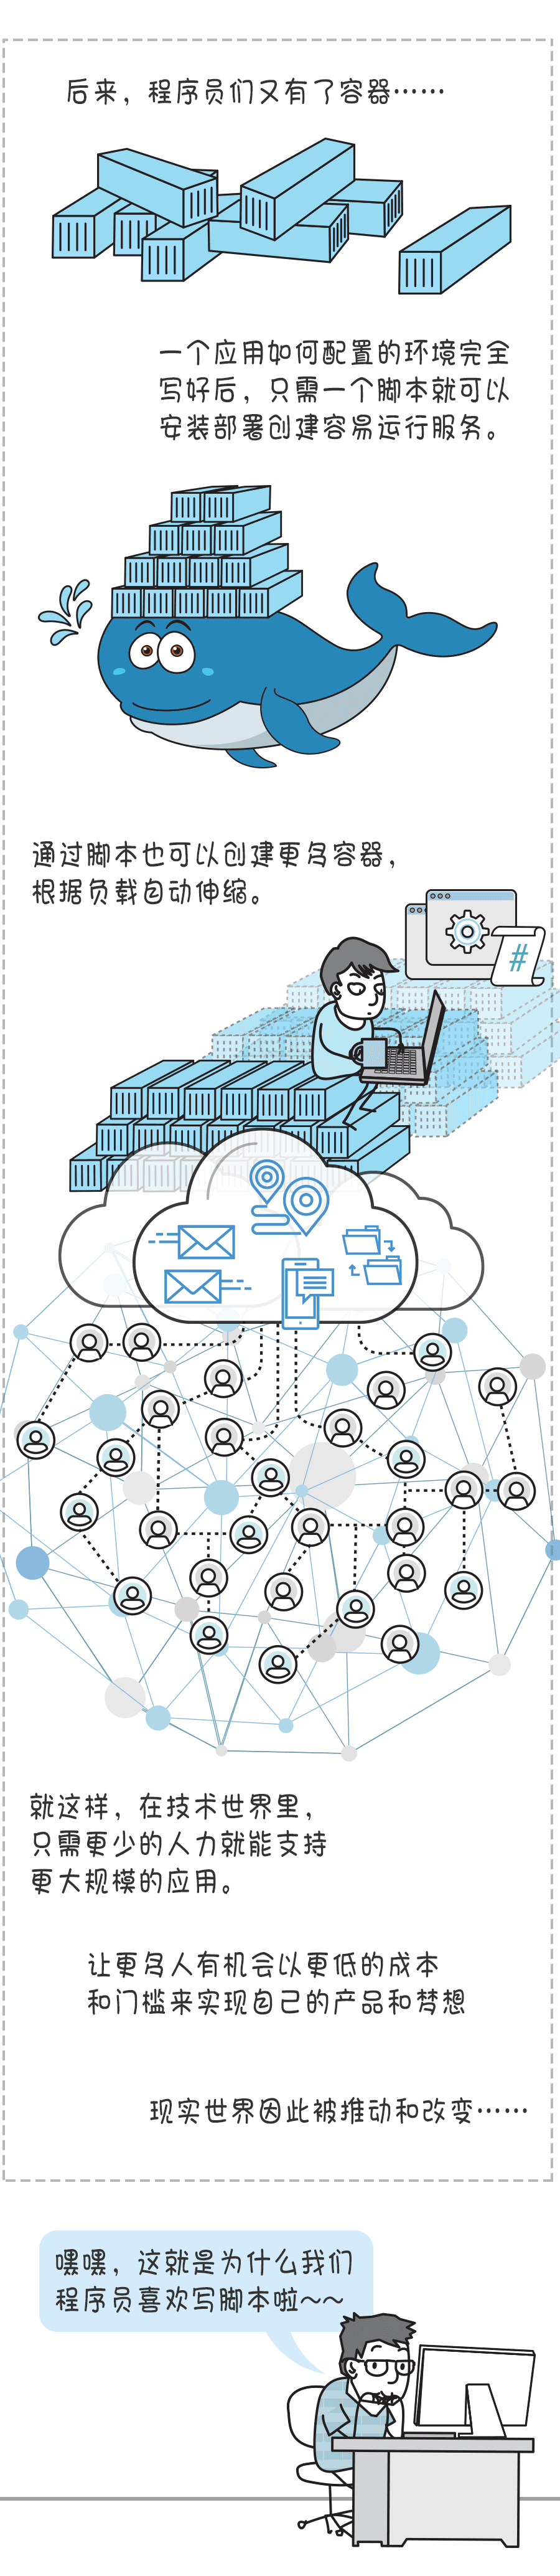 后来，程序员们又有了容器……
一个应用如何配置的环境完全
写好后，只需一个脚本就可以
安装部署创建容易运行服务。
通过脚本也可以创建更多容器，
根据负载自动伸缩。
#
就这样，在技术世界里，
只需更少的人力就能支持
更大规模的应用。
让更多人有机会以更低的成本
和门槛来实现自己的产品和梦想
现实世界因此被推动和改变……
嘿嘿，这就是为什么我们
程序员喜欢写脚本啦~~